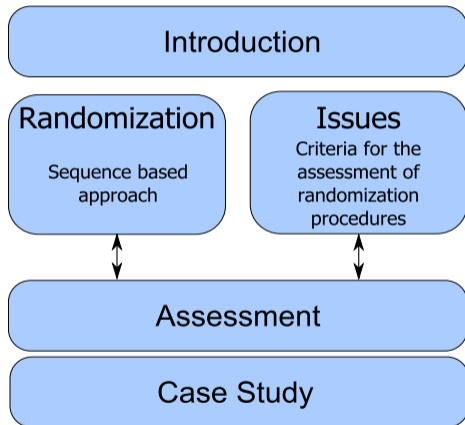 Introduction
Randomization
Sequence based
approach
Issues
Criteria for the
assessment of
randomization
procedures
Assessment
Case Study